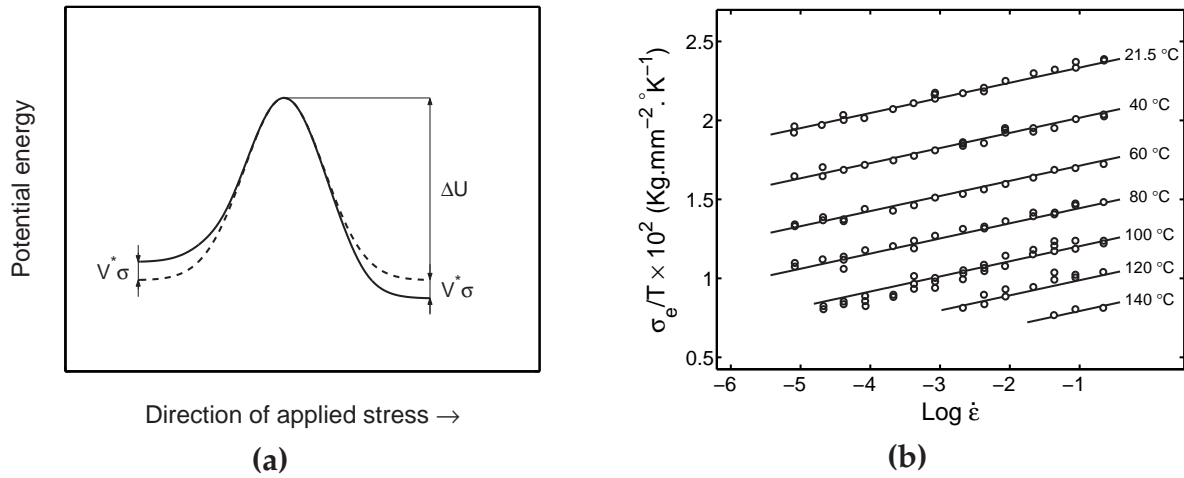 Potential energy
V*σ
ΔU
V*σ
Direction of applied stress →
(a)
σe/T × 10² (Kg.mm⁻².°K⁻¹)
2.5
2
1.5
1
0.5
21.5 °C
40 °C
60 °C
80 °C
100 °C
120 °C
140 °C
−6 −5 −4 −3 −2 −1
Log ε̇
(b)